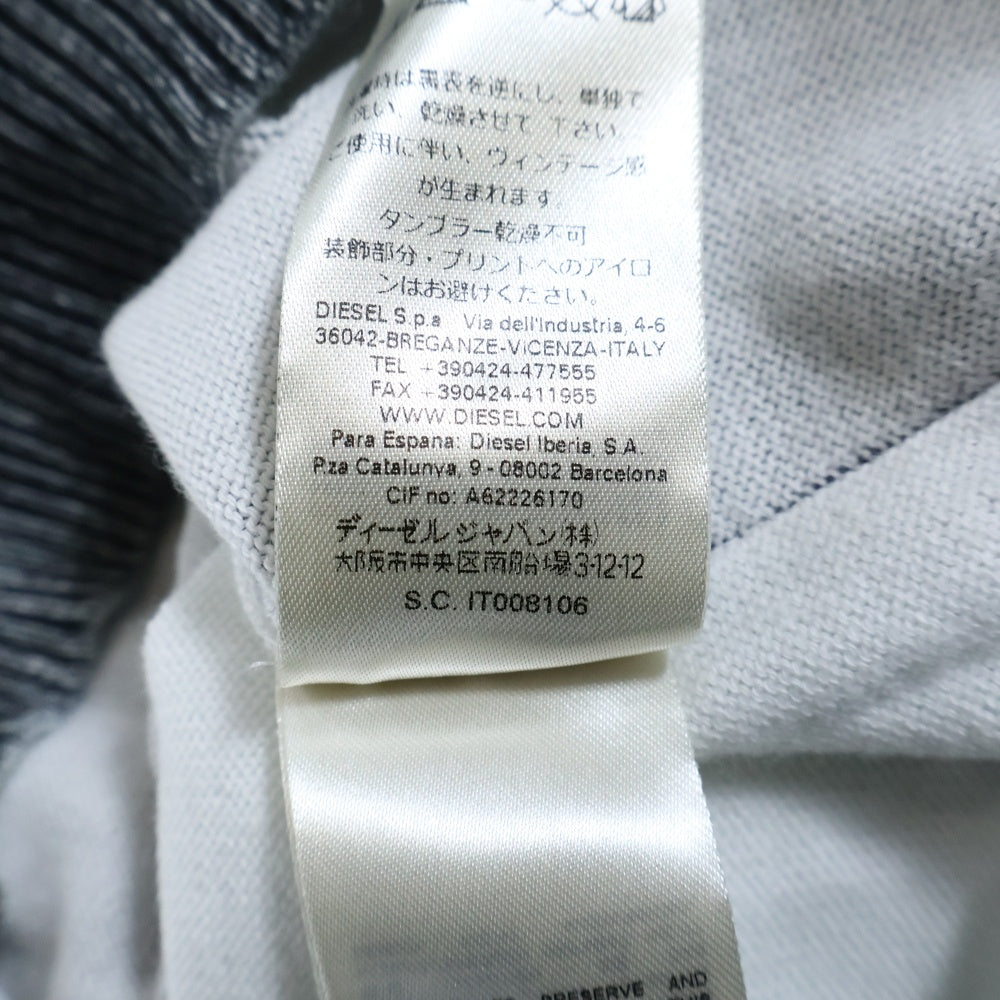 は裏表を逆にし、単独で
洗い、乾燥させて下さい。
使用に伴い、ヴィンテージ感
が生まれます。
タンブラー乾燥不可
装飾部分・プリントへのアイロ
ンはお避けください。
DIESEL S.p.a Via dell'Industria, 4-6
36042-BREGANZE-VICENZA-ITALY
TEL +390424-477555
FAX +390424-411955
WWW.DIESEL.COM
Para Espana: Diesel Iberia, S.A.
P.za Catalunya, 9 - 08002 Barcelona
CIF no: A62226170
ディーゼルジャパン(株)
大阪市中央区南船場3-12-12
S.C. IT008106
PRESERVE AND